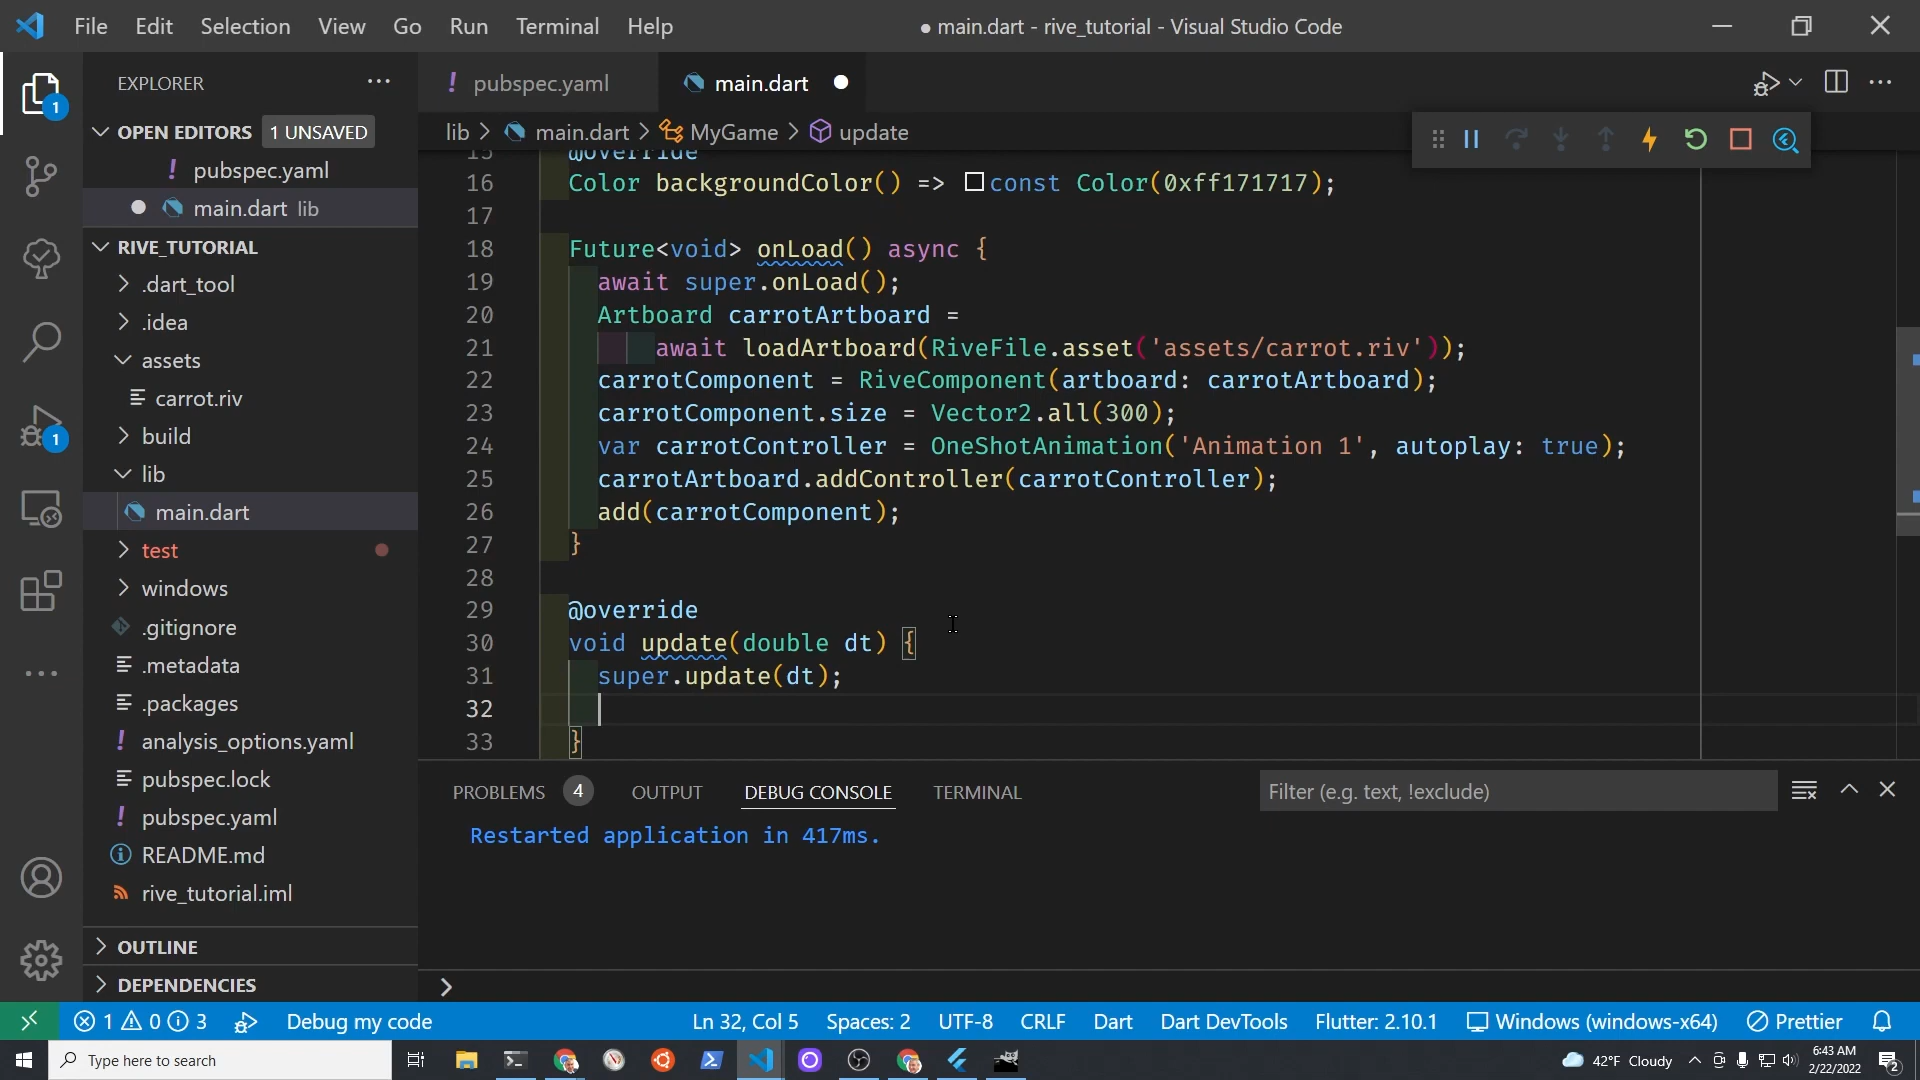 File Edit Selection View Go Run Terminal Help
● main.dart - rive_tutorial - Visual Studio Code
EXPLORER
1
OPEN EDITORS 1 UNSAVED
! pubspec.yaml
main.dart lib
RIVE_TUTORIAL
.dart_tool
.idea
assets
carrot.riv
build
1
lib
main.dart
test
windows
.gitignore
.metadata
.packages
! analysis_options.yaml
pubspec.lock
! pubspec.yaml
README.md
rive_tutorial.iml
OUTLINE
DEPENDENCIES
! pubspec.yaml
main.dart
lib > main.dart > MyGame > update
15 @override
16 Color backgroundColor() => const Color(0xff171717);
17
18 Future<void> onLoad() async {
19 await super.onLoad();
20 Artboard carrotArtboard =
21 await loadArtboard(RiveFile.asset('assets/carrot.riv'));
22 carrotComponent = RiveComponent(artboard: carrotArtboard);
23 carrotComponent.size = Vector2.all(300);
24 var carrotController = OneShotAnimation('Animation 1', autoplay: true);
25 carrotArtboard.addController(carrotController);
26 add(carrotComponent);
27 }
28
29 @override
30 void update(double dt) {
31 super.update(dt);
32
33 }
PROBLEMS 4 OUTPUT DEBUG CONSOLE TERMINAL Filter (e.g. text, !exclude)
Restarted application in 417ms.
1 0 3 Debug my code Ln 32, Col 5 Spaces: 2 UTF-8 CRLF Dart Dart DevTools Flutter: 2.10.1 Windows (windows-x64) Prettier
Type here to search
42°F Cloudy
6:43 AM
2/22/2022
2